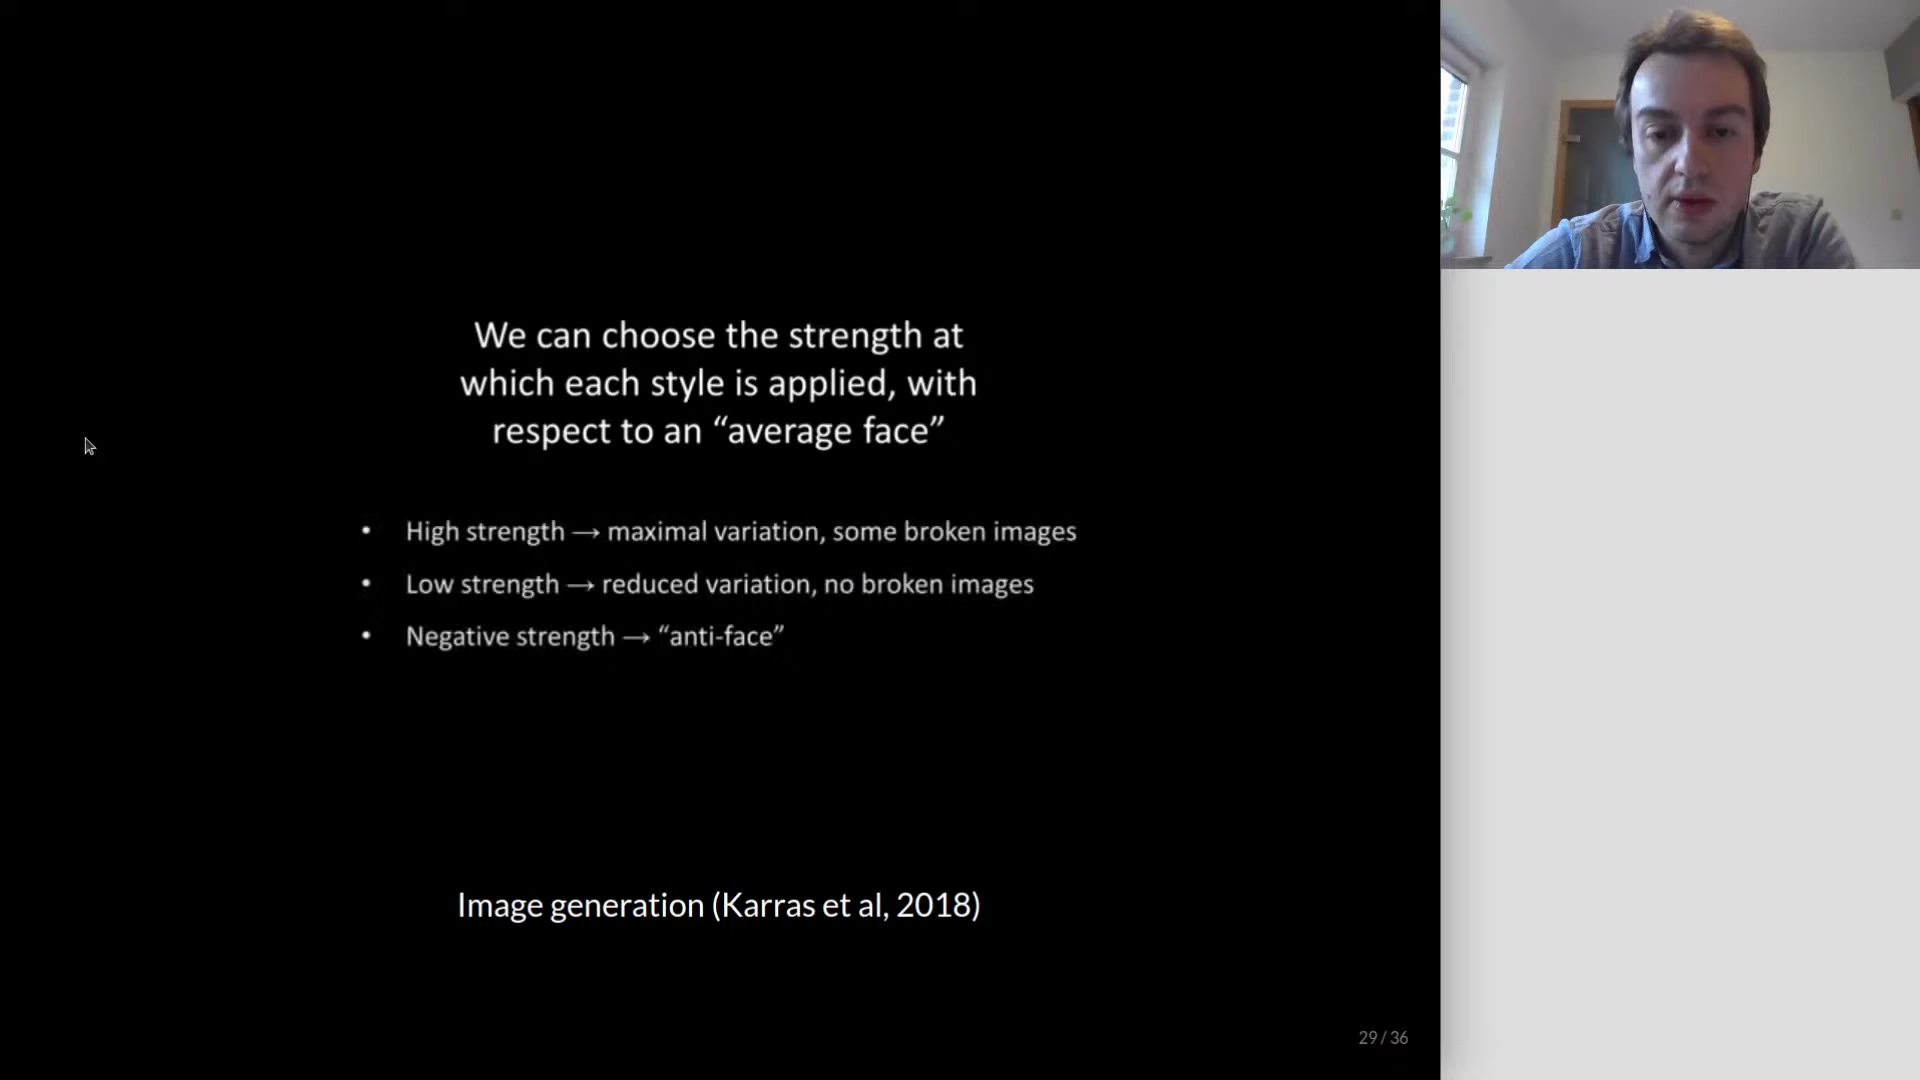 We can choose the strength at
which each style is applied, with
respect to an “average face”
• High strength → maximal variation, some broken images
• Low strength → reduced variation, no broken images
• Negative strength → “anti-face”
Image generation (Karras et al, 2018)
29 / 36